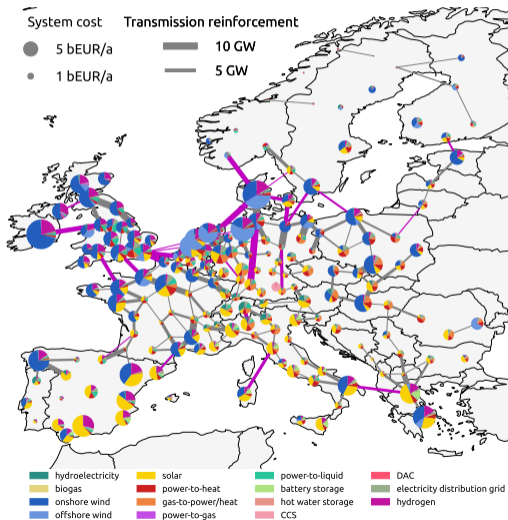 System cost
Transmission reinforcement
5 bEUR/a
10 GW
1 bEUR/a
5 GW
hydroelectricity
solar
power-to-liquid
DAC
biogas
power-to-heat
battery storage
electricity distribution grid
onshore wind
gas-to-power/heat
hot water storage
hydrogen
offshore wind
power-to-gas
CCS